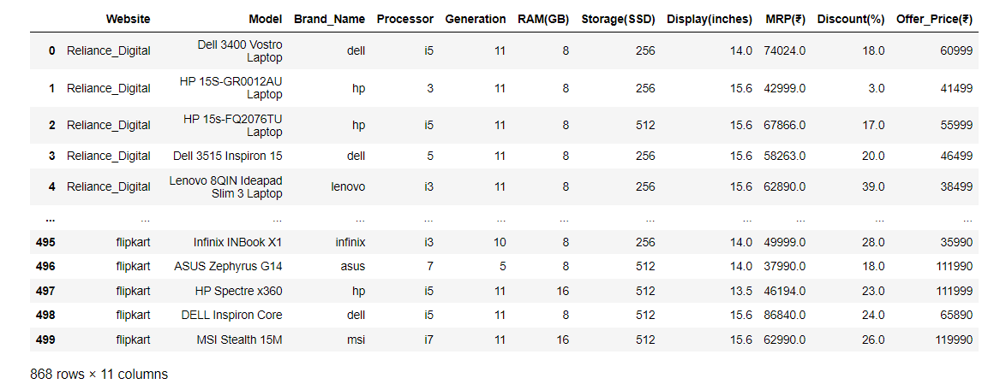 Website Model Brand_Name Processor Generation RAM(GB) Storage(SSD) Display(inches) MRP(₹) Discount(%) Offer_Price(₹)
0 Reliance_Digital Dell 3400 Vostro Laptop dell i5 11 8 256 14.0 74024.0 18.0 60999
1 Reliance_Digital HP 15S-GR0012AU Laptop hp 3 11 8 256 15.6 42999.0 3.0 41499
2 Reliance_Digital HP 15s-FQ2076TU Laptop hp i5 11 8 512 15.6 67866.0 17.0 55999
3 Reliance_Digital Dell 3515 Inspiron 15 dell 5 11 8 256 15.6 58263.0 20.0 46499
4 Reliance_Digital Lenovo 8QIN Ideapad Slim 3 Laptop lenovo i3 11 8 256 15.6 62890.0 39.0 38499
... ... ... ... ... ... ... ... ... ... ... ...
495 flipkart Infinix INBook X1 infinix i3 10 8 256 14.0 49999.0 28.0 35990
496 flipkart ASUS Zephyrus G14 asus 7 5 8 512 14.0 37990.0 18.0 111990
497 flipkart HP Spectre x360 hp i5 11 16 512 13.5 46194.0 23.0 111999
498 flipkart DELL Inspiron Core dell i5 11 8 512 15.6 86840.0 24.0 65890
499 flipkart MSI Stealth 15M msi i7 11 16 512 15.6 62990.0 26.0 119990
868 rows × 11 columns